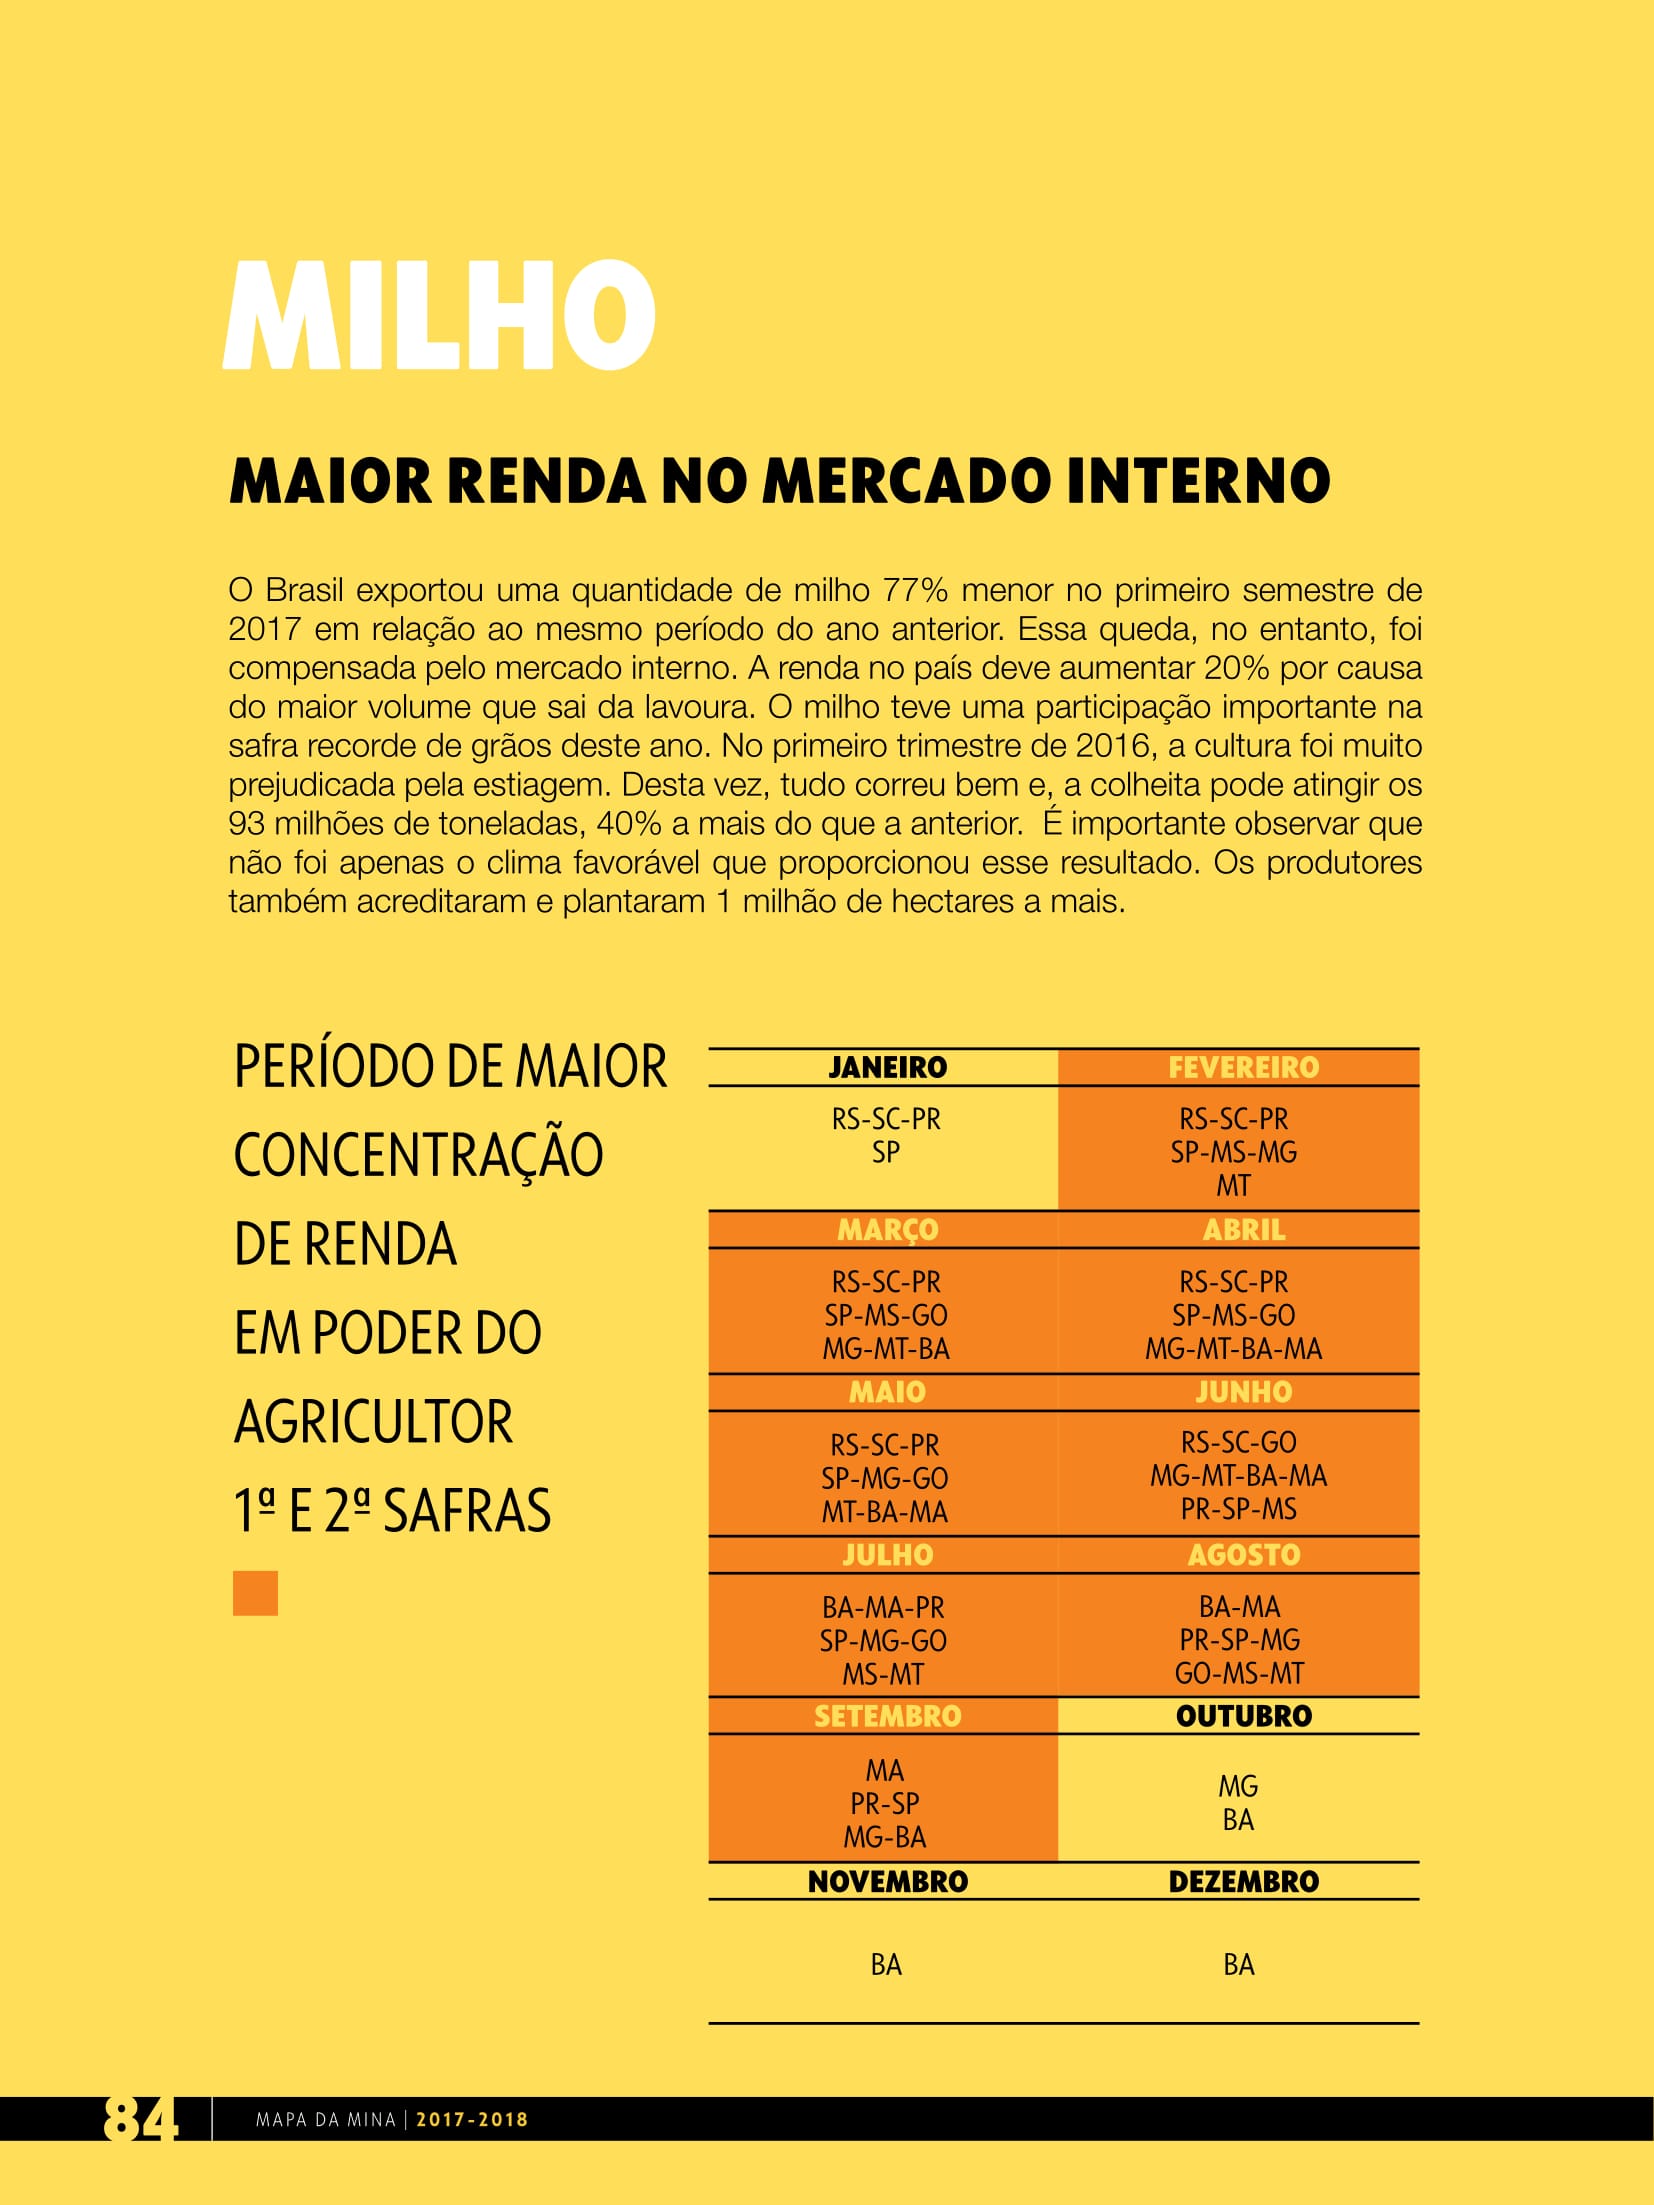 MILHO
MAIOR RENDA NO MERCADO INTERNO
O Brasil exportou uma quantidade de milho 77% menor no primeiro semestre de
2017 em relação ao mesmo período do ano anterior. Essa queda, no entanto, foi
compensada pelo mercado interno. A renda no país deve aumentar 20% por causa
do maior volume que sai da lavoura. O milho teve uma participação importante na
safra recorde de grãos deste ano. No primeiro trimestre de 2016, a cultura foi muito
prejudicada pela estiagem. Desta vez, tudo correu bem e, a colheita pode atingir os
93 milhões de toneladas, 40% a mais do que a anterior.  É importante observar que
não foi apenas o clima favorável que proporcionou esse resultado. Os produtores
também acreditaram e plantaram 1 milhão de hectares a mais.
PERÍODO DE MAIOR
CONCENTRAÇÃO
DE RENDA
EM PODER DO
AGRICULTOR
1ª E 2ª SAFRAS
JANEIRO
RS-SC-PR
SP
FEVEREIRO
RS-SC-PR
SP-MS-MG
MT
MARÇO
RS-SC-PR
SP-MS-GO
MG-MT-BA
ABRIL
RS-SC-PR
SP-MS-GO
MG-MT-BA-MA
MAIO
RS-SC-PR
SP-MG-GO
MT-BA-MA
JUNHO
RS-SC-GO
MG-MT-BA-MA
PR-SP-MS
JULHO
BA-MA-PR
SP-MG-GO
MS-MT
AGOSTO
BA-MA
PR-SP-MG
GO-MS-MT
SETEMBRO
MA
PR-SP
MG-BA
OUTUBRO
MG
BA
NOVEMBRO
BA
DEZEMBRO
BA
84
MAPA DA MINA | 2017-2018